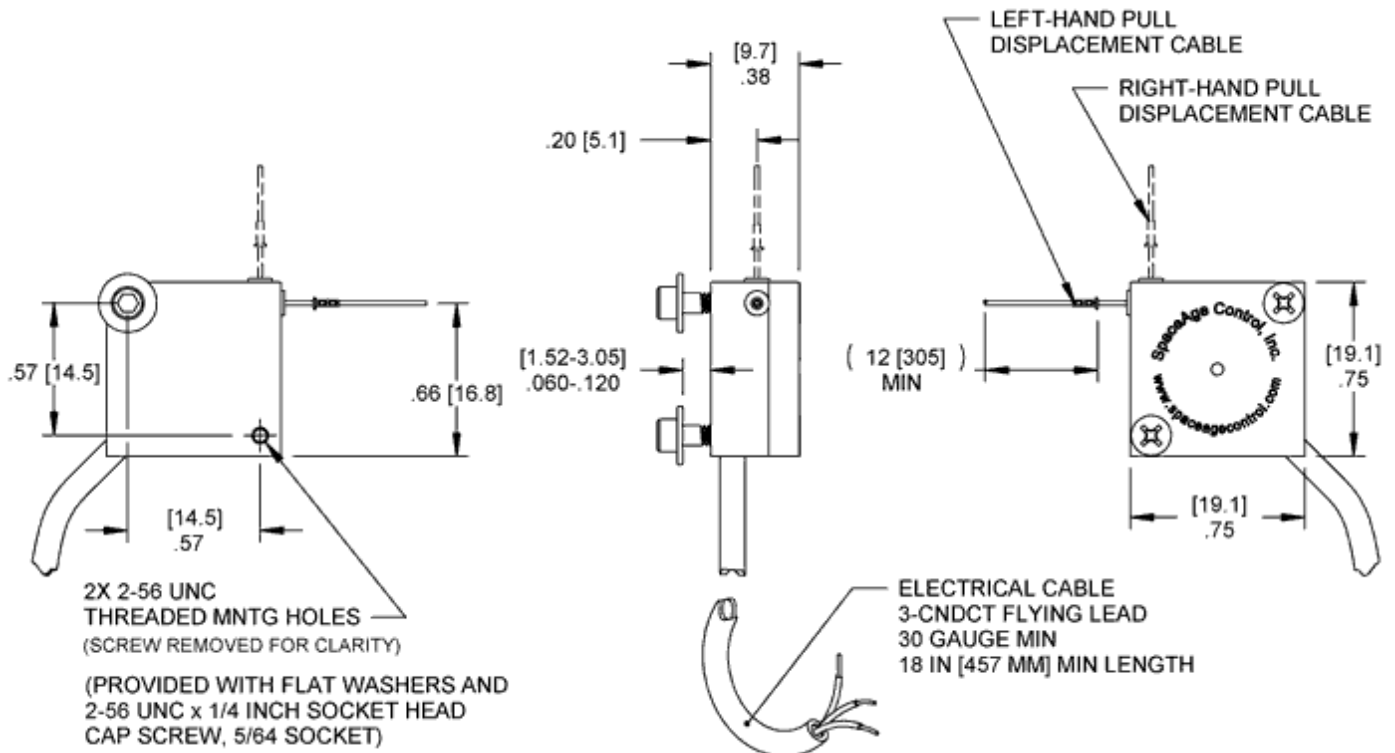 LEFT-HAND PULL
DISPLACEMENT CABLE
RIGHT-HAND PULL
DISPLACEMENT CABLE
[9.7]
.38
.20 [5.1]
.57 [14.5]
.66 [16.8]
[14.5]
.57
[1.52-3.05]
.060-.120
( 12 [305] )
MIN
SpaceAge Control, Inc.
www.spaceagecontrol.com
[19.1]
.75
[19.1]
.75
2X 2-56 UNC
THREADED MNTG HOLES
(SCREW REMOVED FOR CLARITY)
(PROVIDED WITH FLAT WASHERS AND
2-56 UNC x 1/4 INCH SOCKET HEAD
CAP SCREW, 5/64 SOCKET)
ELECTRICAL CABLE
3-CNDCT FLYING LEAD
30 GAUGE MIN
18 IN [457 MM] MIN LENGTH